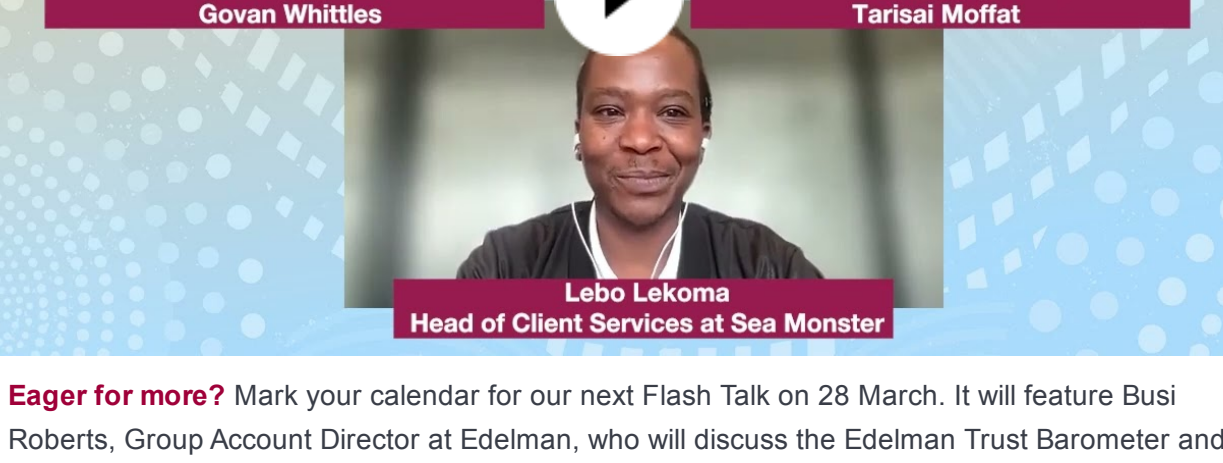 Govan Whittles
Tarisai Moffat
Lebo Lekoma
Head of Client Services at Sea Monster
Eager for more? Mark your calendar for our next Flash Talk on 28 March. It will feature Busi
Roberts, Group Account Director at Edelman, who will discuss the Edelman Trust Barometer and